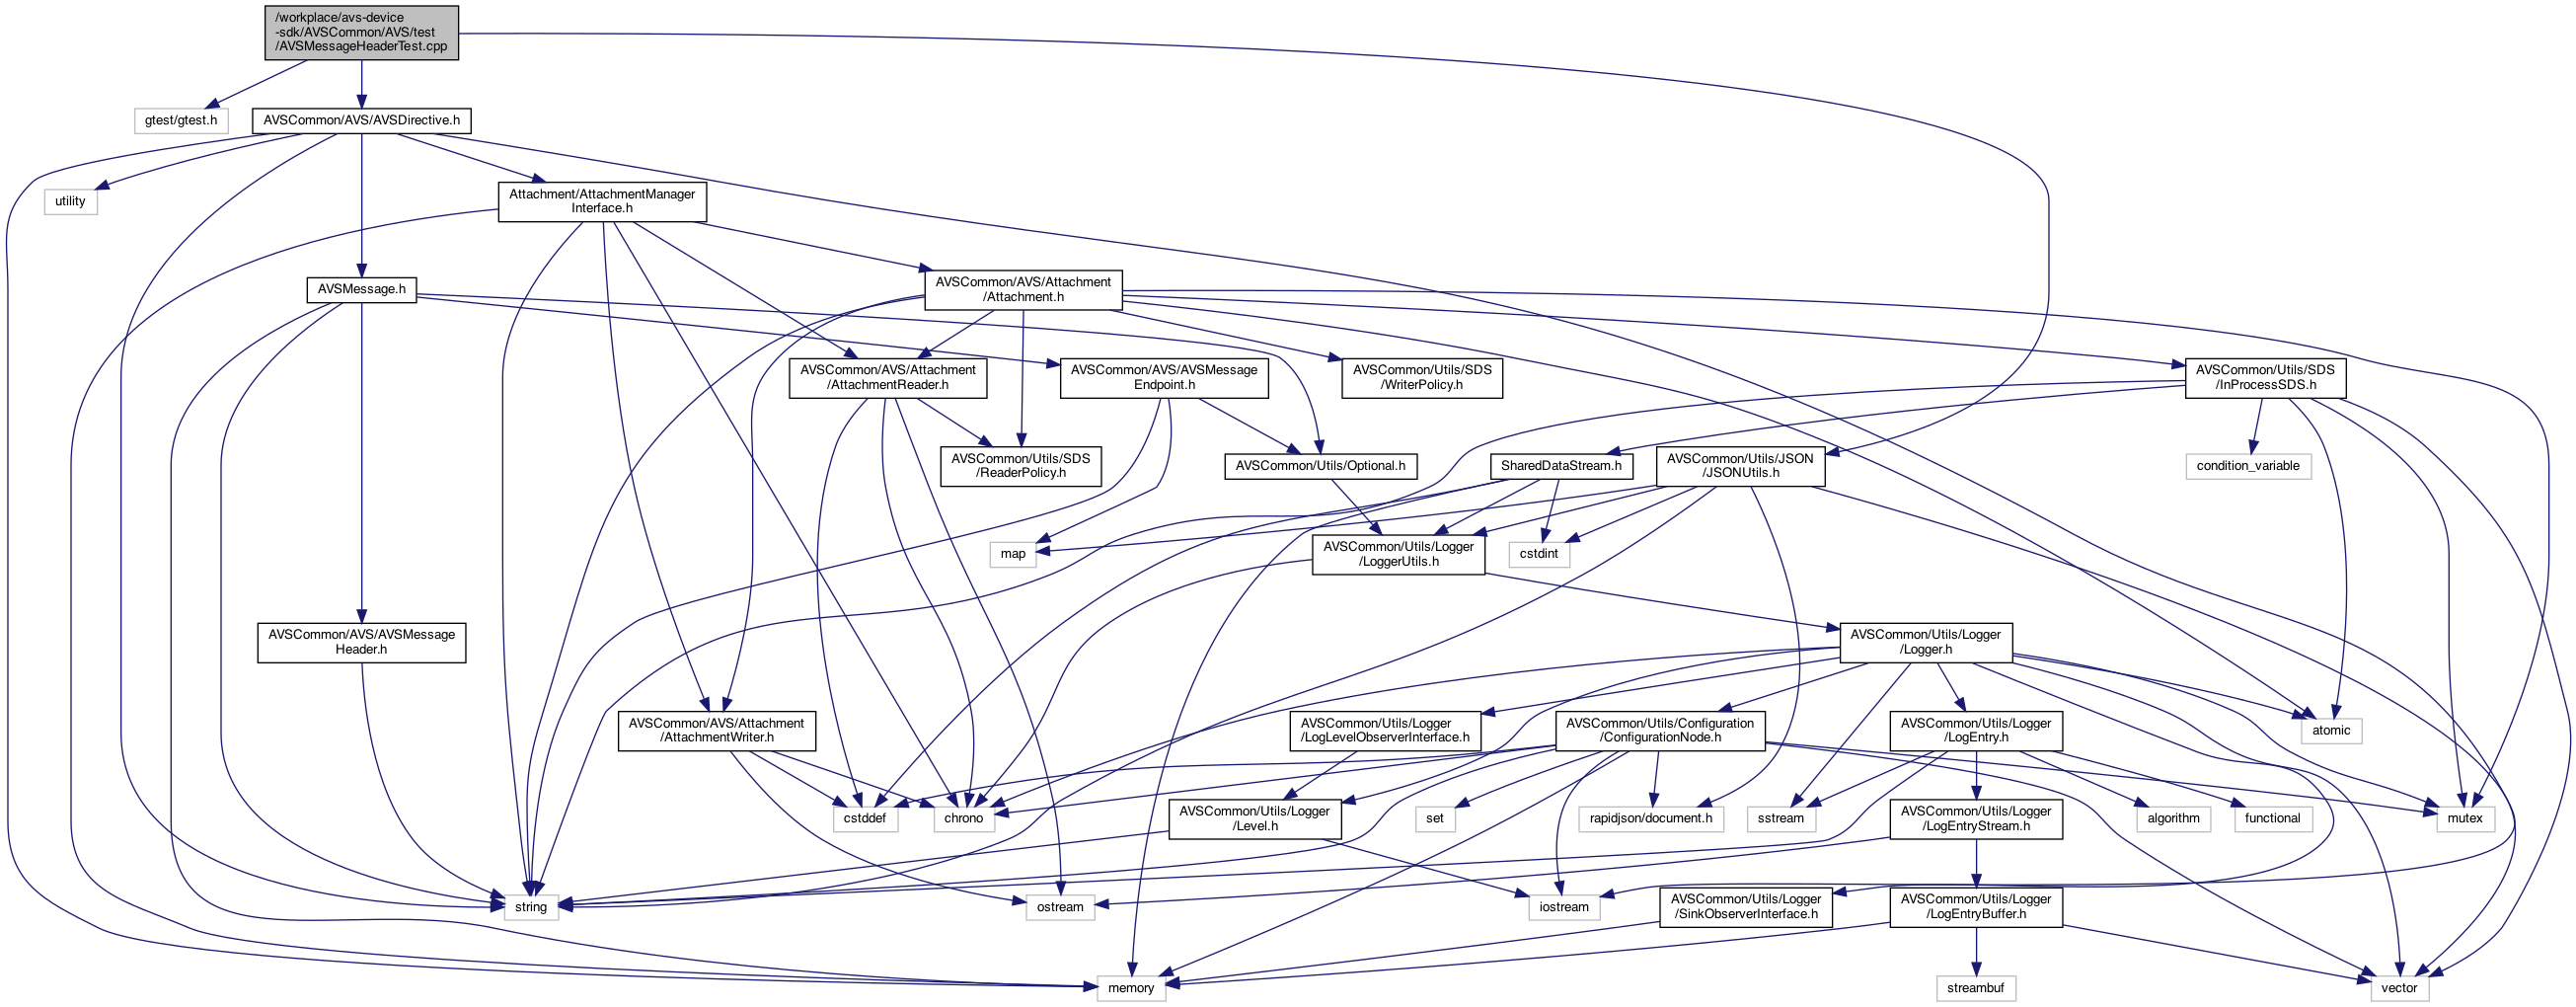 /workplace/avs-device
-sdk/AVSCommon/AVS/test
/AVSMessageHeaderTest.cpp
gtest/gtest.h
AVSCommon/AVS/AVSDirective.h
utility
Attachment/AttachmentManager
Interface.h
AVSMessage.h
AVSCommon/AVS/Attachment
/Attachment.h
AVSCommon/AVS/Attachment
/AttachmentReader.h
AVSCommon/AVS/AVSMessage
Endpoint.h
AVSCommon/Utils/SDS
/WriterPolicy.h
AVSCommon/Utils/SDS
/InProcessSDS.h
AVSCommon/Utils/SDS
/ReaderPolicy.h
AVSCommon/Utils/Optional.h
SharedDataStream.h
AVSCommon/Utils/JSON
/JSONUtils.h
condition_variable
map
AVSCommon/Utils/Logger
/LoggerUtils.h
cstdint
AVSCommon/AVS/AVSMessage
Header.h
AVSCommon/Utils/Logger
/Logger.h
AVSCommon/AVS/Attachment
/AttachmentWriter.h
AVSCommon/Utils/Logger
/LogLevelObserverInterface.h
AVSCommon/Utils/Configuration
/ConfigurationNode.h
AVSCommon/Utils/Logger
/LogEntry.h
atomic
cstddef
chrono
AVSCommon/Utils/Logger
/Level.h
set
rapidjson/document.h
sstream
AVSCommon/Utils/Logger
/LogEntryStream.h
algorithm
functional
mutex
string
ostream
iostream
AVSCommon/Utils/Logger
/SinkObserverInterface.h
AVSCommon/Utils/Logger
/LogEntryBuffer.h
memory
streambuf
vector